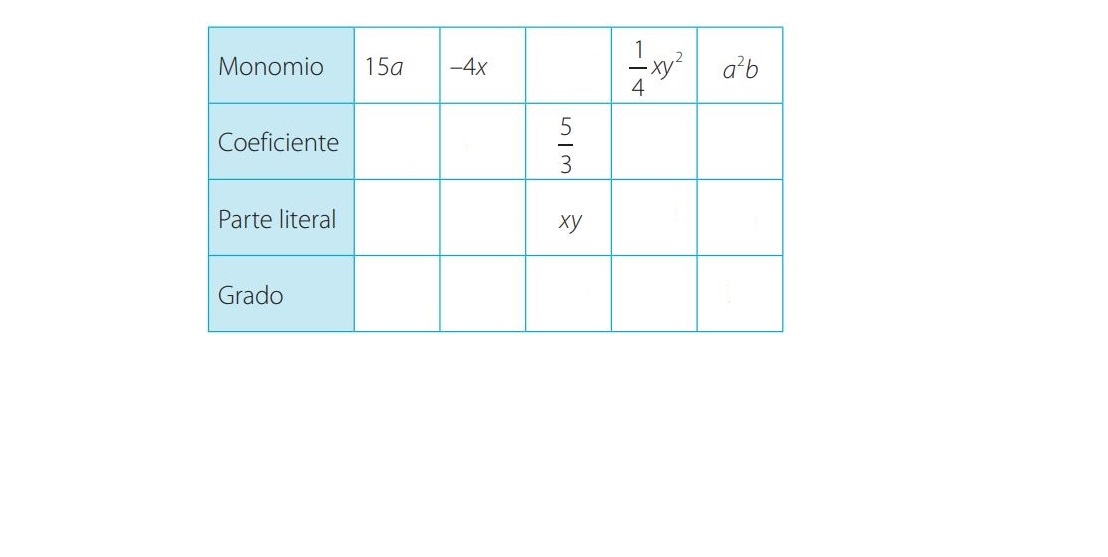 Monomio 15a –4x 1/4 xy² a²b
Coeficiente 5/3
Parte literal xy
Grado